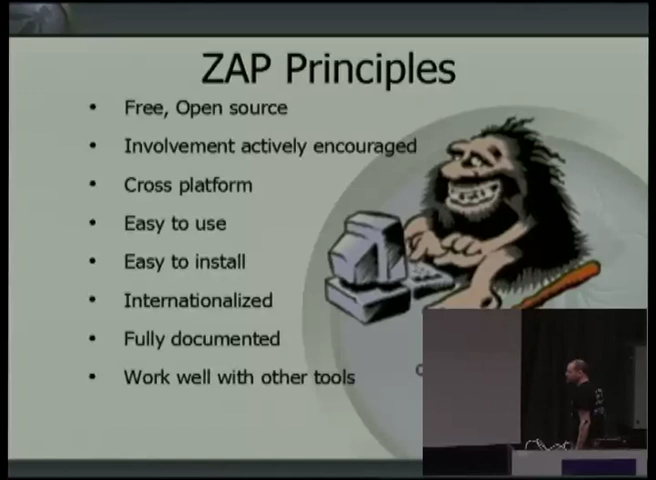 ZAP Principles
• Free, Open source
• Involvement actively encouraged
• Cross platform
• Easy to use
• Easy to install
• Internationalized
• Fully documented
• Work well with other tools